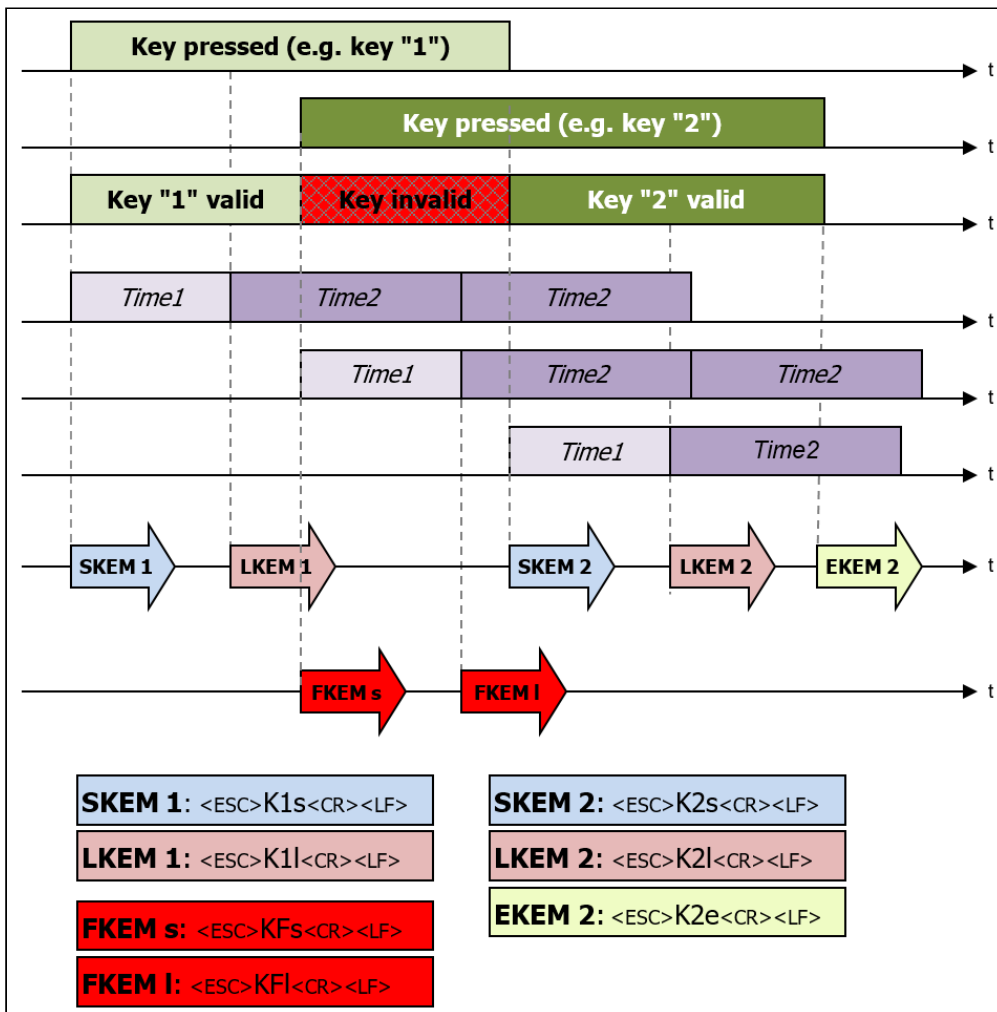 Key pressed (e.g. key "1")
t
Key pressed (e.g. key "2")
t
Key "1" valid Key invalid Key "2" valid
t
Time1 Time2 Time2
t
Time1 Time2 Time2
t
Time1 Time2
t
SKEM 1 LKEM 1 SKEM 2 LKEM 2 EKEM 2
t
FKEM s FKEM l
t
SKEM 1: <ESC>K1s<CR><LF>
SKEM 2: <ESC>K2s<CR><LF>
LKEM 1: <ESC>K1l<CR><LF>
LKEM 2: <ESC>K2l<CR><LF>
FKEM s: <ESC>KFs<CR><LF>
EKEM 2: <ESC>K2e<CR><LF>
FKEM l: <ESC>KFl<CR><LF>